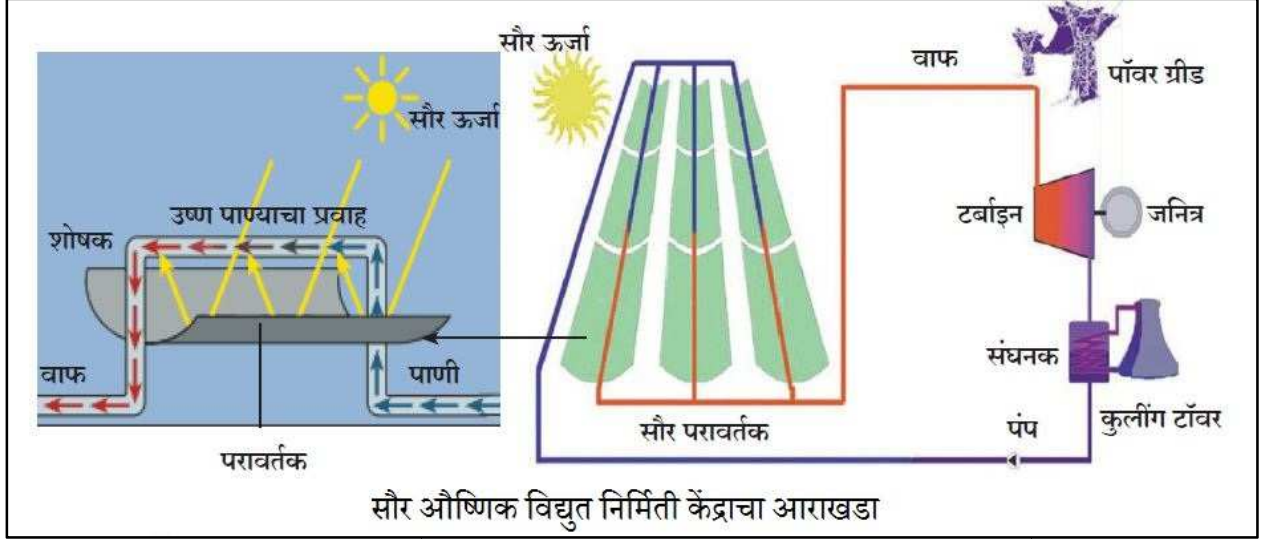 सौर ऊर्जा
उष्ण पाण्याचा प्रवाह
शोषक
वाफ
पाणी
परावर्तक
सौर ऊर्जा
वाफ
पॉवर ग्रीड
टर्बाइन
जनित्र
संघनक
कुलींग टॉवर
पंप
सौर परावर्तक
सौर औष्णिक विद्युत निर्मिती केंद्राचा आराखडा